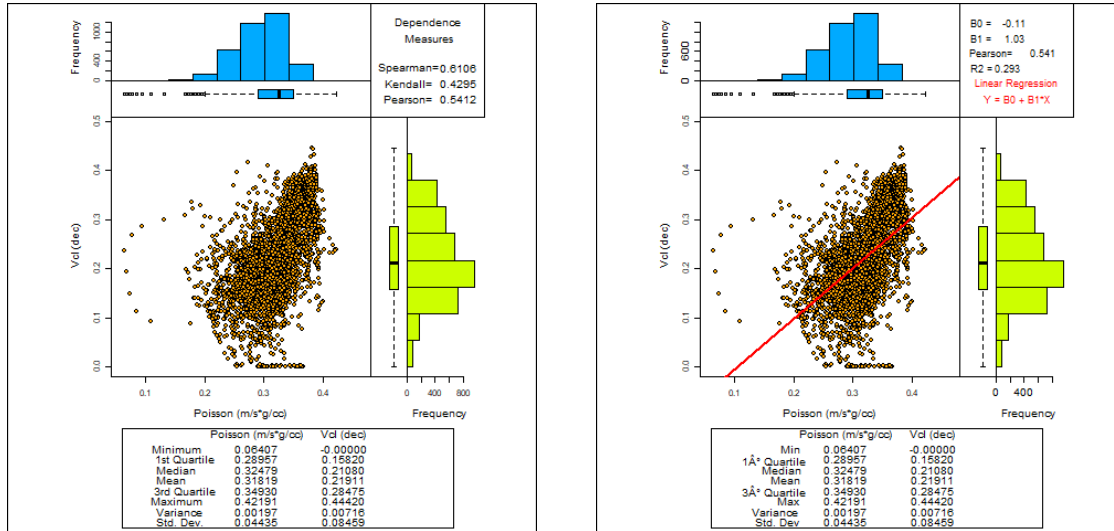 Frequency
0 400 1000
Dependence
Measures
Spearman=0.6106
Kendall= 0.4295
Pearson= 0.5412
Vcl (dec)
0.0 0.1 0.2 0.3 0.4 0.5
0.1 0.2 0.3 0.4
Poisson (m/s*g/cc)
0 400 800
Frequency
Poisson (m/s*g/cc) Vcl (dec)
Minimum 0.06407 -0.00000
1st Quartile 0.28957 0.15820
Median 0.32479 0.21080
Mean 0.31819 0.21911
3rd Quartile 0.34930 0.28475
Maximum 0.42191 0.44420
Variance 0.00197 0.00716
Std. Dev. 0.04435 0.08459
Frequency
0 600
B0 = -0.11
B1 = 1.03
Pearson= 0.541
R2 = 0.293
Linear Regression
Y = B0 + B1*X
Vcl (dec)
0.0 0.1 0.2 0.3 0.4 0.5
0.1 0.2 0.3 0.4
Poisson (m/s*g/cc)
0 400
Frequency
Poisson (m/s*g/cc) Vcl (dec)
Min 0.06407 -0.00000
1Âº Quartile 0.28957 0.15820
Median 0.32479 0.21080
Mean 0.31819 0.21911
3Âº Quartile 0.34930 0.28475
Max 0.42191 0.44420
Variance 0.00197 0.00716
Std. Dev. 0.04435 0.08459